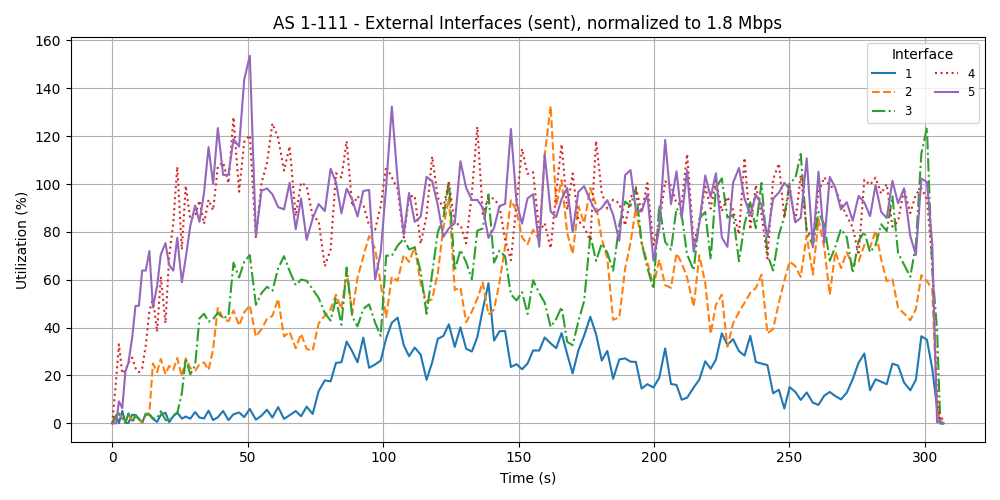 AS 1-111 - External Interfaces (sent), normalized to 1.8 Mbps
Utilization (%)
160
140
120
100
80
60
40
20
0
0 50 100 150 200 250 300
Time (s)
Interface
1 4
2 5
3